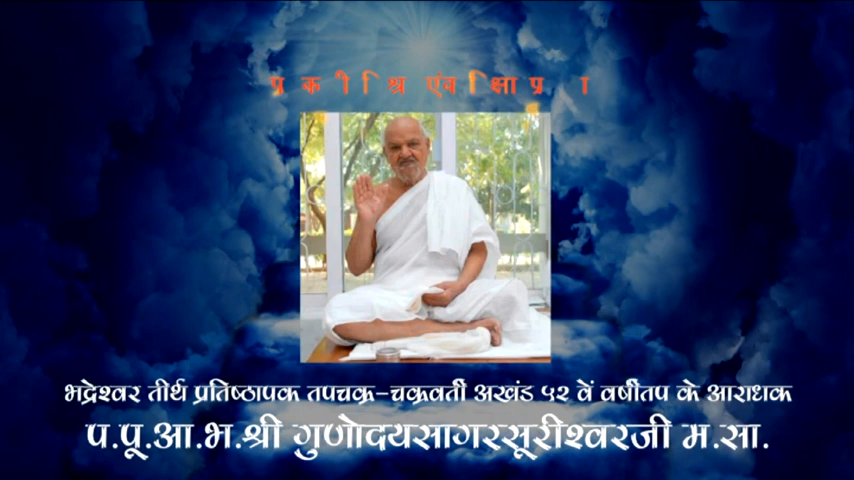 भद्रेश्वर तीर्थ प्रतिष्ठापक तपचक्र-चक्रवर्ती अखंड ५२ वें वर्षीतप के आराधक
प.पू.आ.भ.श्री गुणोदयसागरसूरीश्वरजी म.सा.